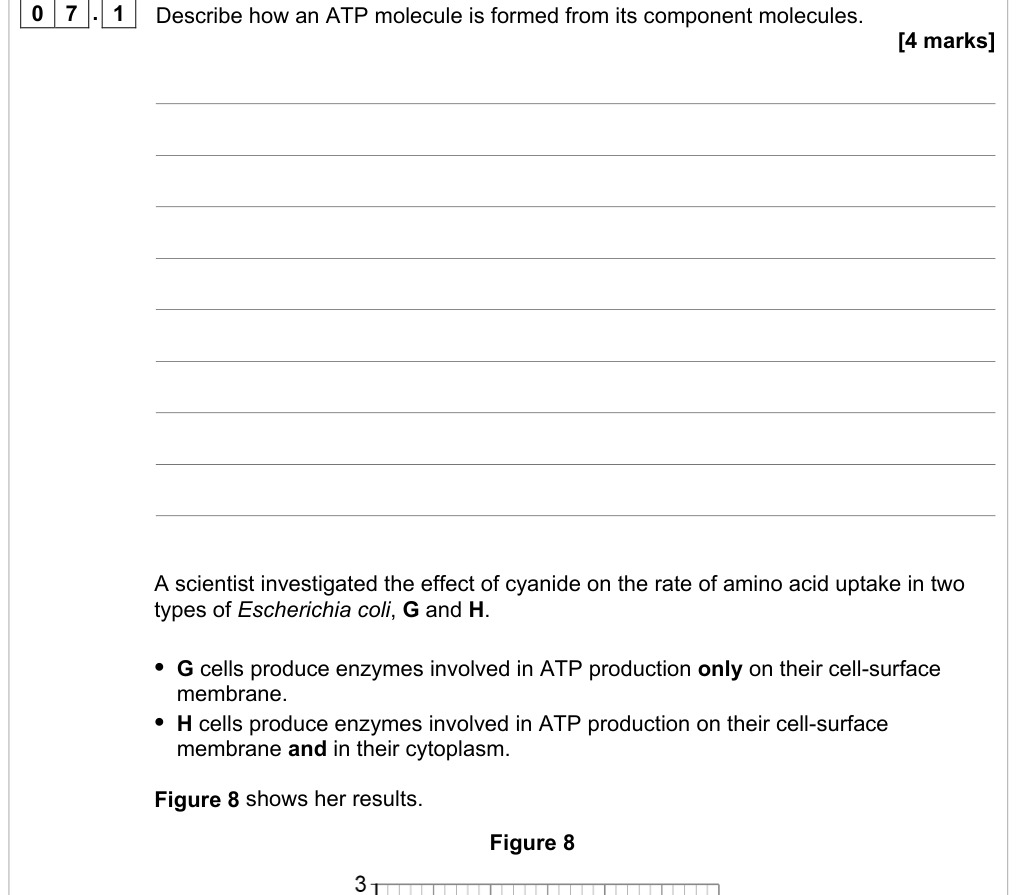 0 7 . 1 Describe how an ATP molecule is formed from its component molecules.
[4 marks]
A scientist investigated the effect of cyanide on the rate of amino acid uptake in two
types of Escherichia coli, G and H.
• G cells produce enzymes involved in ATP production only on their cell-surface
membrane.
• H cells produce enzymes involved in ATP production on their cell-surface
membrane and in their cytoplasm.
Figure 8 shows her results.
Figure 8
3